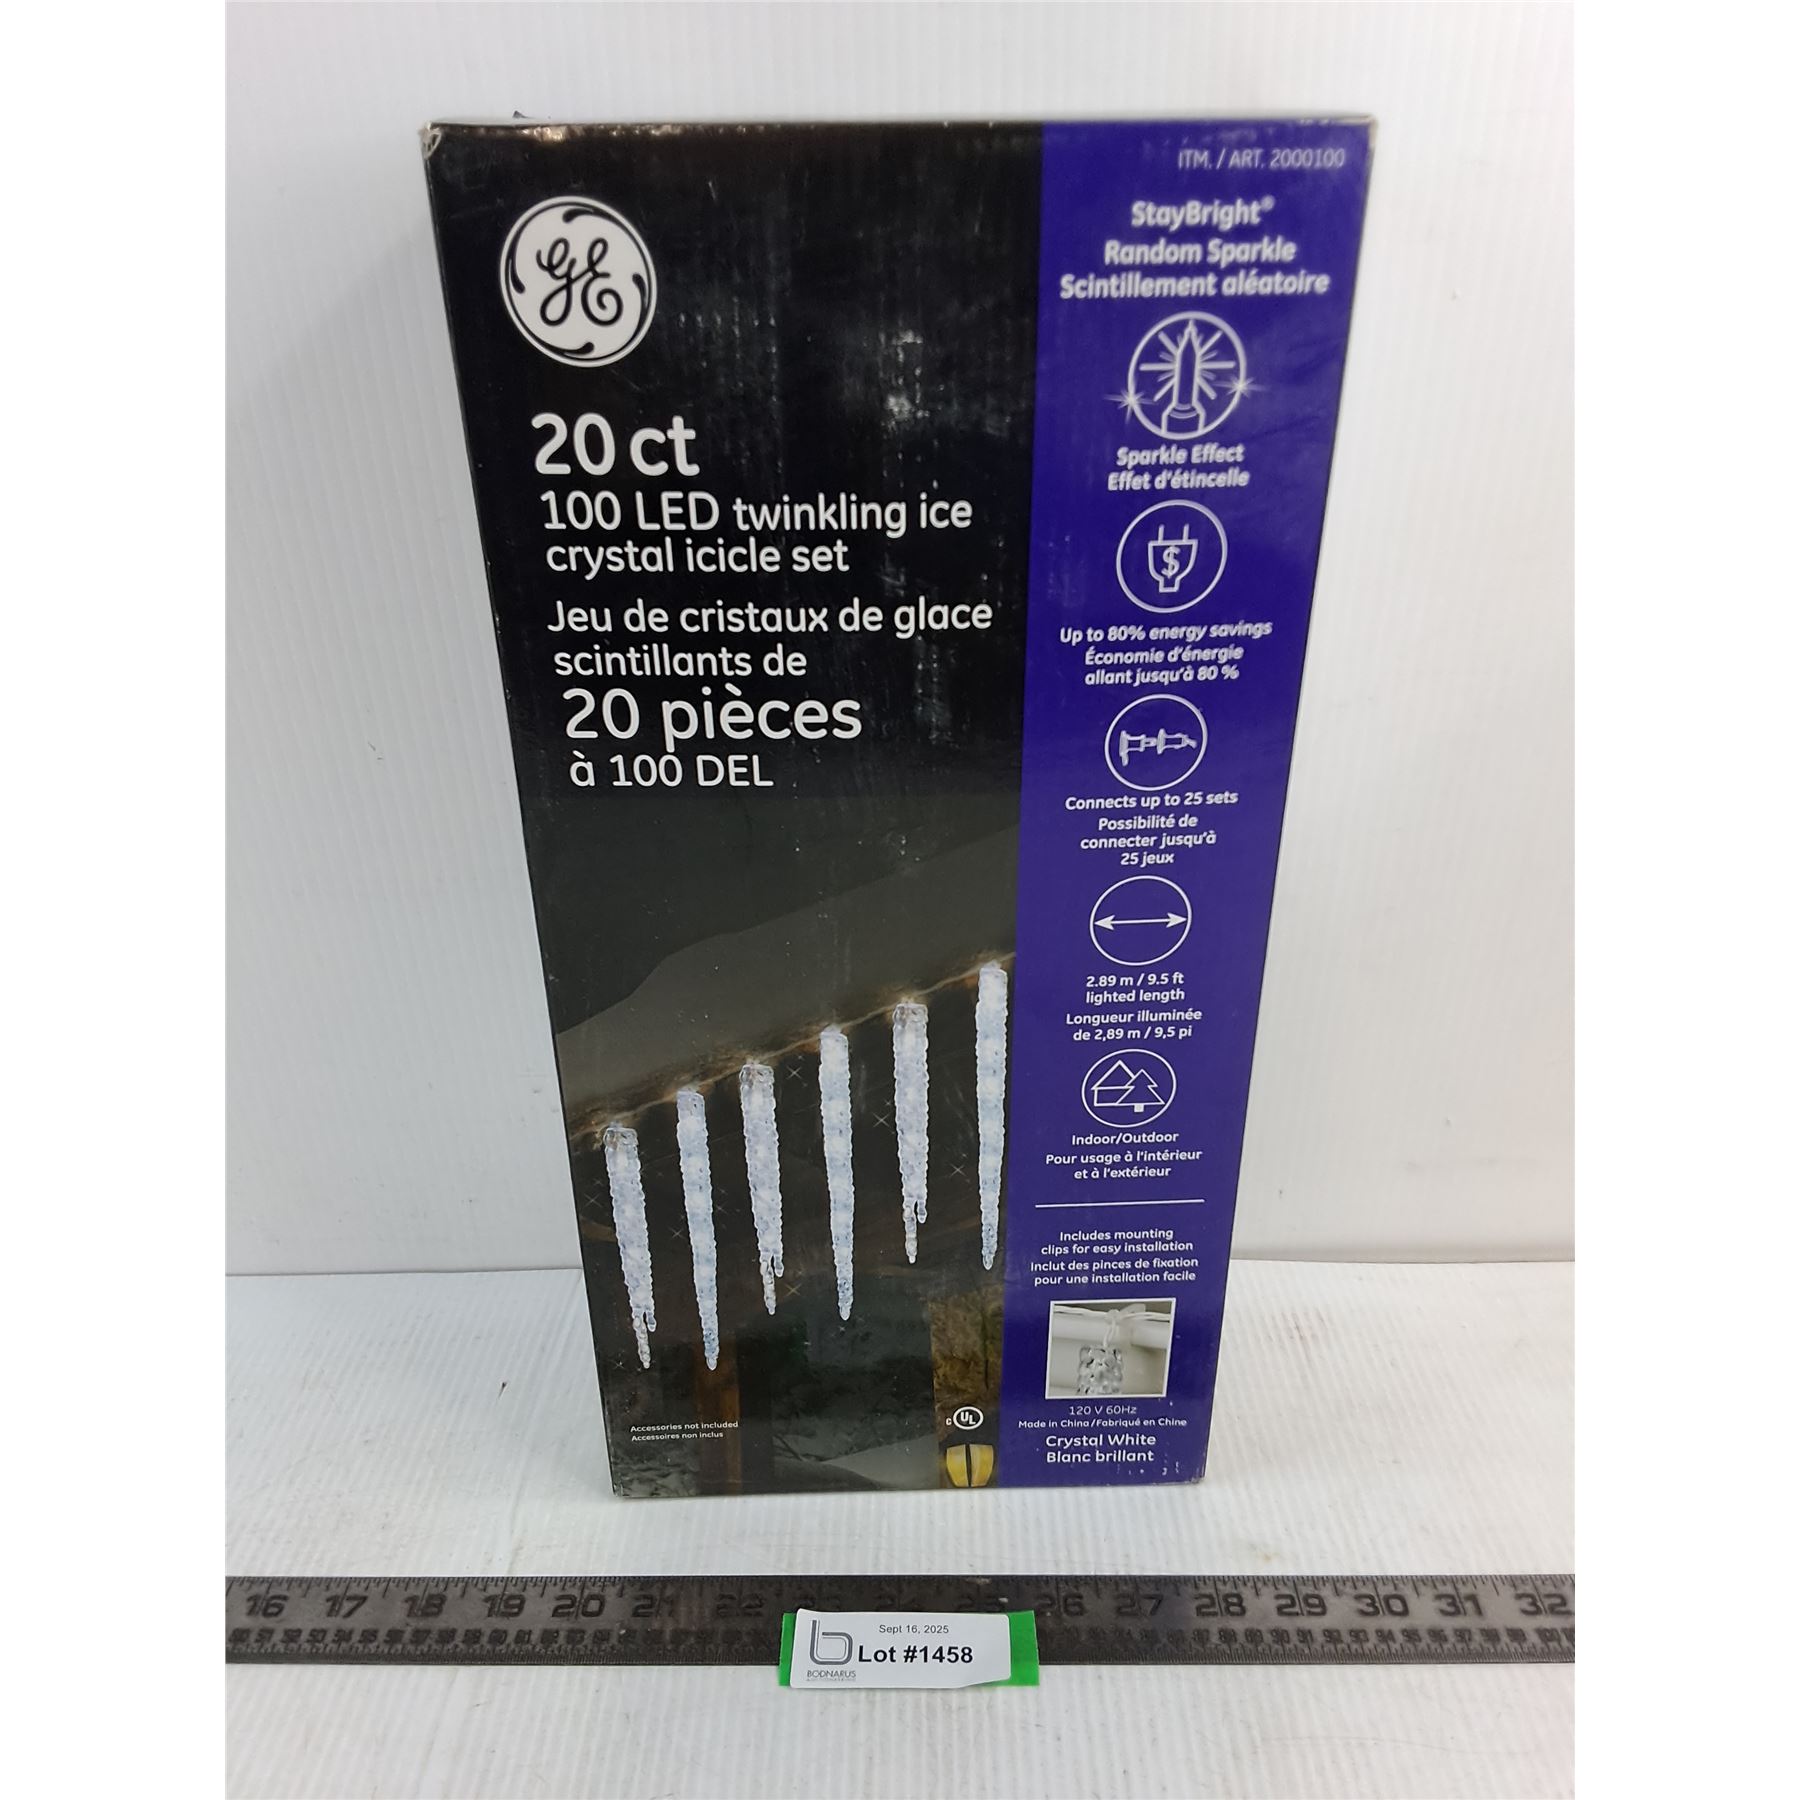 ITM. / ART. 2000100
GE
20 ct
100 LED twinkling ice
crystal icicle set
Jeu de cristaux de glace
scintillants de
20 pièces
à 100 DEL
StayBright®
Random Sparkle
Scintillement aléatoire
Sparkle Effect
Effet d'étincelle
$
Up to 80% energy savings
Économie d'énergie
allant jusqu'à 80 %
Connects up to 25 sets
Possibilité de
connecter jusqu'à
25 jeux
2.89 m / 9.5 ft
lighted length
Longueur illuminée
de 2,89 m / 9,5 pi
Indoor/Outdoor
Pour usage à l'intérieur
et à l'extérieur
Includes mounting
clips for easy installation
Inclut des pinces de fixation
pour une installation facile
120 V 60Hz
Made in China/Fabriqué en Chine
Crystal White
Blanc brillant
Accessories not included
Accessoires non inclus
c UL
16 17 18 19 20 21 22 23 26 27 28 29 30 31 32
Sept 16, 2025
Lot #1458
BODNARUS